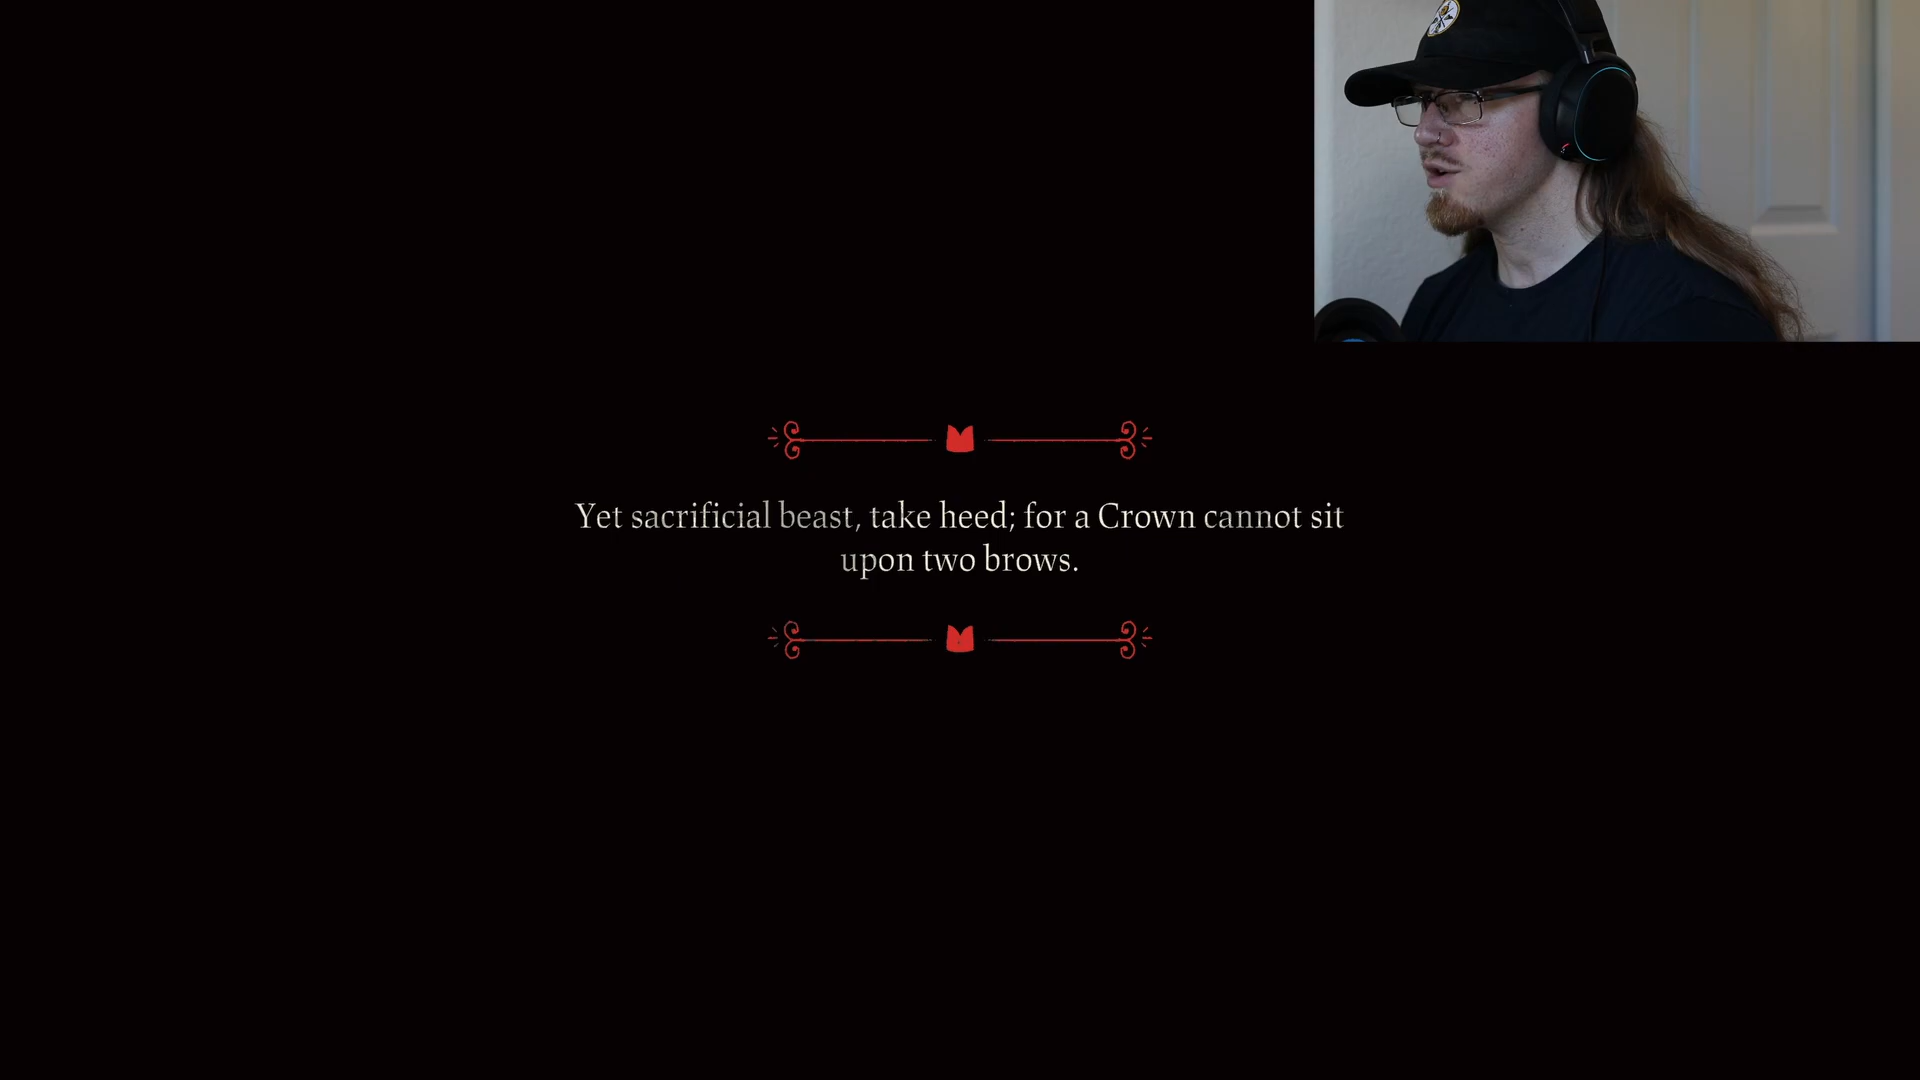 Yet sacrificial beast, take heed; for a Crown cannot sit
upon two brows.